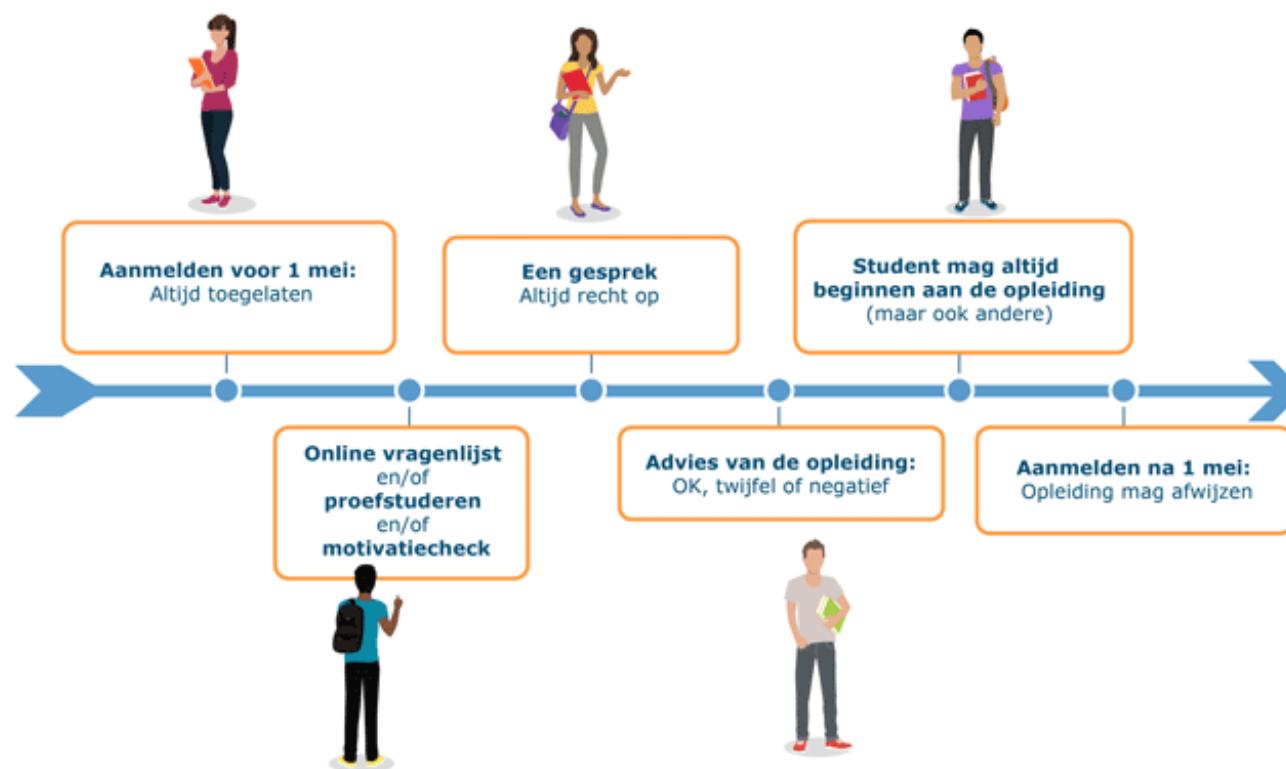 Aanmelden voor 1 mei:
Altijd toegelaten
Online vragenlijst
en/of
proefstuderen
en/of
motivatiecheck
Een gesprek
Altijd recht op
Advies van de opleiding:
OK, twijfel of negatief
Student mag altijd
beginnen aan de opleiding
(maar ook andere)
Aanmelden na 1 mei:
Opleiding mag afwijzen